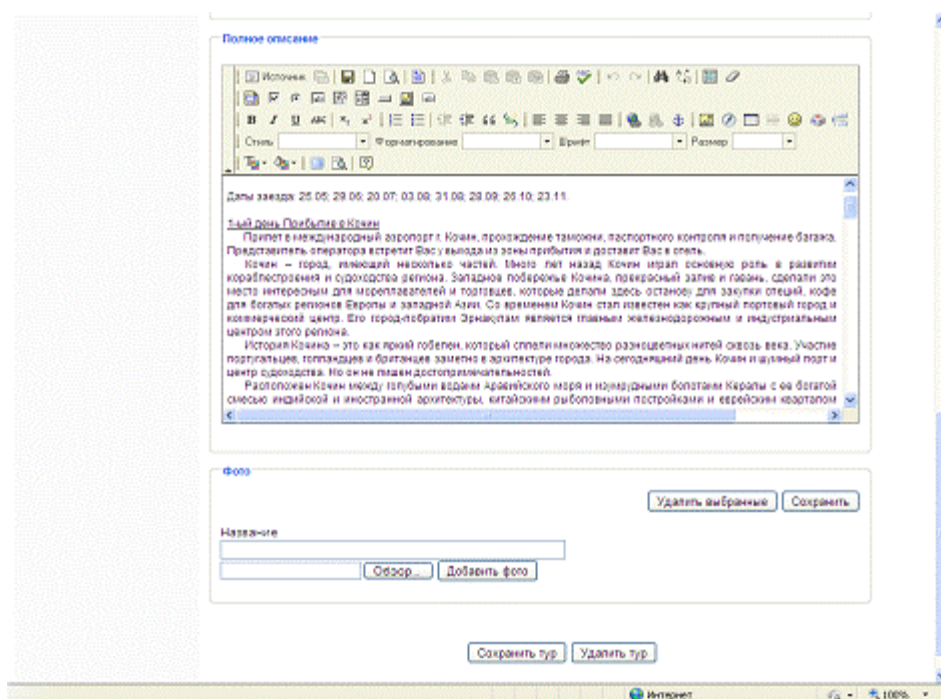 Полное описание
Источник
Стиль Форматирование Шрифт Размер
Даты заезда: 25.05; 29.06; 20.07; 03.08; 31.08; 28.09; 26.10; 23.11.
1-ый день Прибытие в Кочин
Прилет в международный аэропорт г. Кочин, прохождение таможни, паспортного контроля и получение багажа.
Представитель оператора встретит Вас у выхода из зоны прибытия и доставит Вас в отель.
Кочин – город, имеющий несколько частей. Много лет назад Кочин играл основную роль в развитии
кораблестроения и судоходства региона. Западное побережье Кочина, прекрасный залив и гавань, сделали это
место интересным для мореплавателей и торговцев, которые делали здесь останову для закупки специй, кофе
для богатых регионов Европы и западной Азии. Со временем Кочин стал известен как крупный портовый город и
коммерческий центр. Его город-побратим Эрнакулам является главным железнодорожным и индустриальным
центром этого региона.
История Кочина – это как яркий гобелен, который сплели множество разноцветных нитей сквозь века. Участие
португальцев, голландцев и британцев заметно в архитектуре города. На сегодняшний день Кочин и шумный порт и
центр судоходства. Но он не лишен достопримечательностей.
Расположен Кочин между голубыми водами Аравийского моря и изумрудными болотами Кералы с ее богатой
смесью индийской и иностранной архитектуры, китайскими рыболовными постройками и еврейским кварталом
Фото
Удалить выбранные Сохранить
Название
Обзор... Добавить фото
Сохранить тур Удалить тур
Интернет 100%